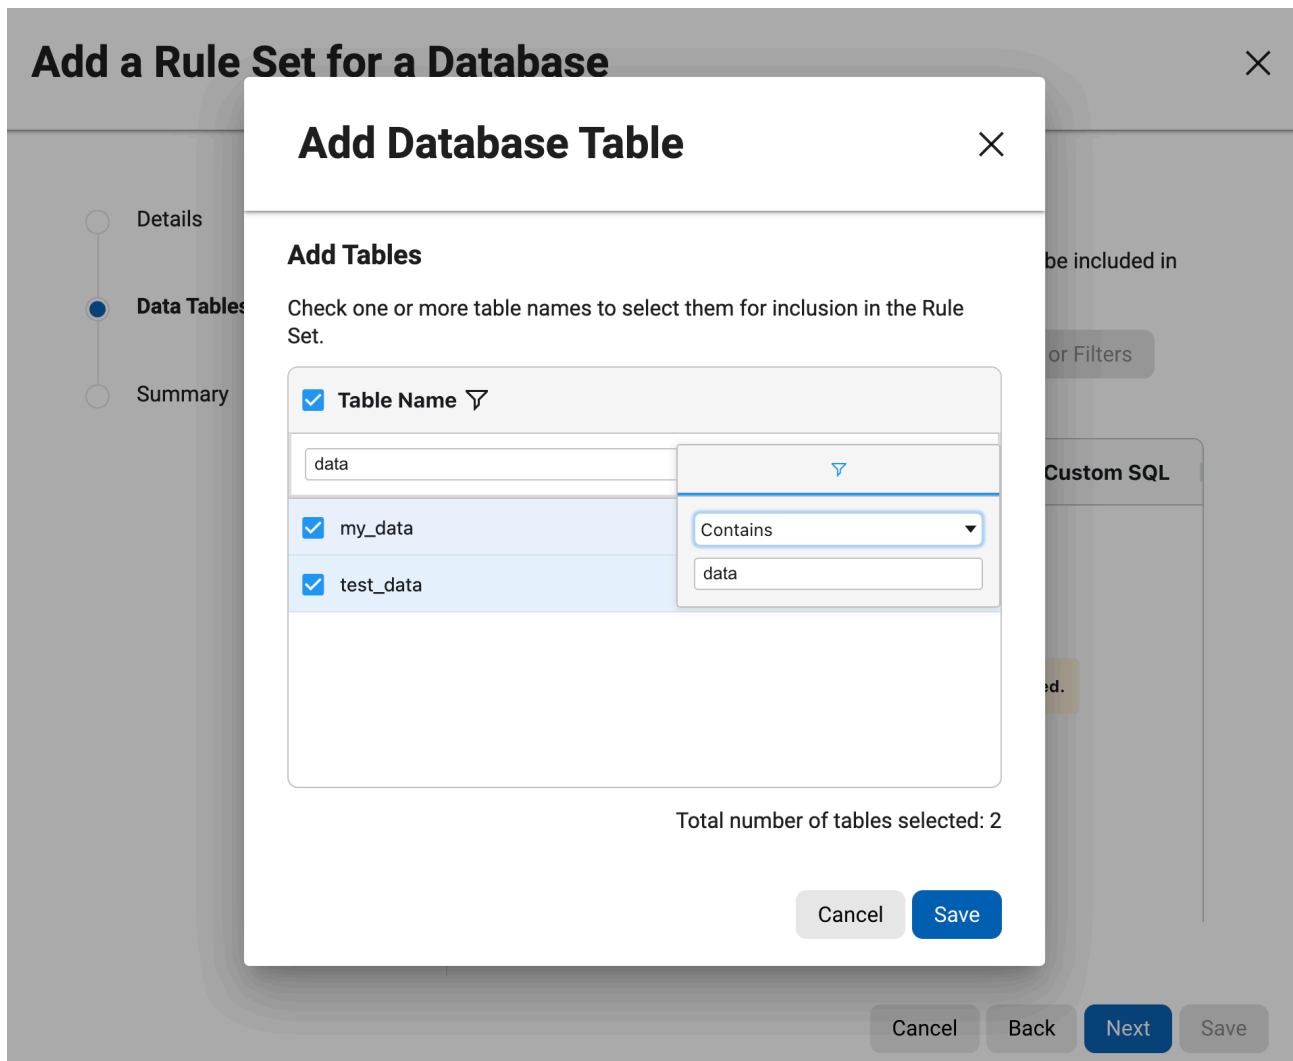 Add a Rule Set for a Database
Add Database Table
Details
Data Tables
Summary
Add Tables
be included in
Check one or more table names to select them for inclusion in the Rule
Set.
or Filters
Table Name
data
Custom SQL
my_data
Contains
test_data
data
ed.
Total number of tables selected: 2
Cancel
Save
Cancel
Back
Next
Save